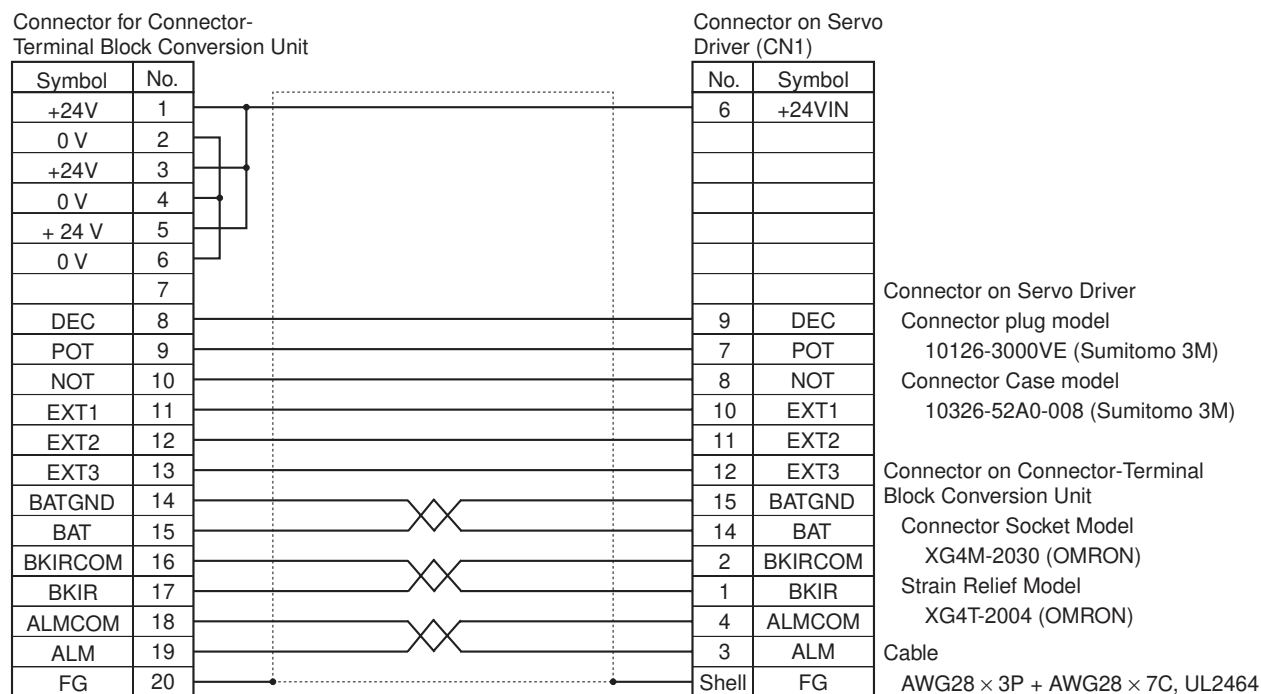 Connector for Connector-
Terminal Block Conversion Unit
Connector on Servo
Driver (CN1)
Symbol No. No. Symbol
+24V 1 6 +24VIN
0 V 2
+24V 3
0 V 4
+ 24 V 5
0 V 6
7
DEC 8 9 DEC
POT 9 7 POT
NOT 10 8 NOT
EXT1 11 10 EXT1
EXT2 12 11 EXT2
EXT3 13 12 EXT3
BATGND 14 15 BATGND
BAT 15 14 BAT
BKIRCOM 16 2 BKIRCOM
BKIR 17 1 BKIR
ALMCOM 18 4 ALMCOM
ALM 19 3 ALM
FG 20 Shell FG
Connector on Servo Driver
Connector plug model
10126-3000VE (Sumitomo 3M)
Connector Case model
10326-52A0-008 (Sumitomo 3M)
Connector on Connector-Terminal
Block Conversion Unit
Connector Socket Model
XG4M-2030 (OMRON)
Strain Relief Model
XG4T-2004 (OMRON)
Cable
AWG28 × 3P + AWG28 × 7C, UL2464